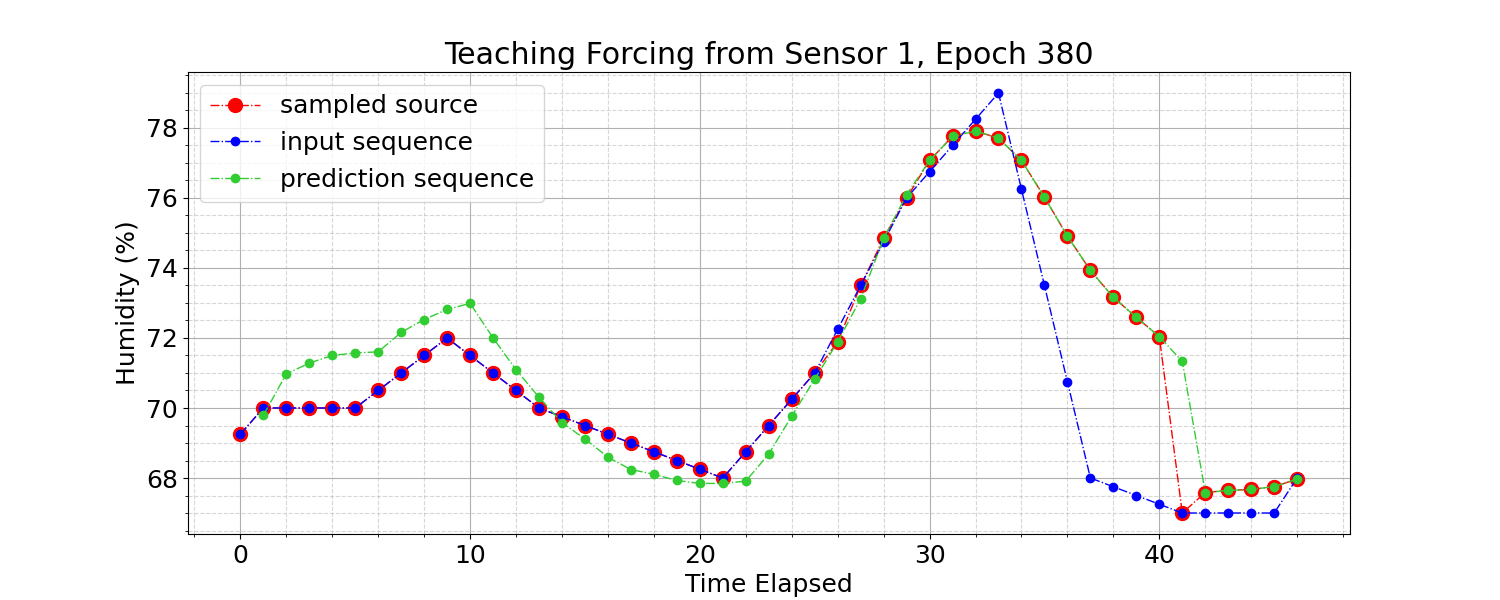 Teaching Forcing from Sensor 1, Epoch 380
sampled source
input sequence
prediction sequence
78
76
74
72
70
68
Humidity (%)
0 10 20 30 40
Time Elapsed